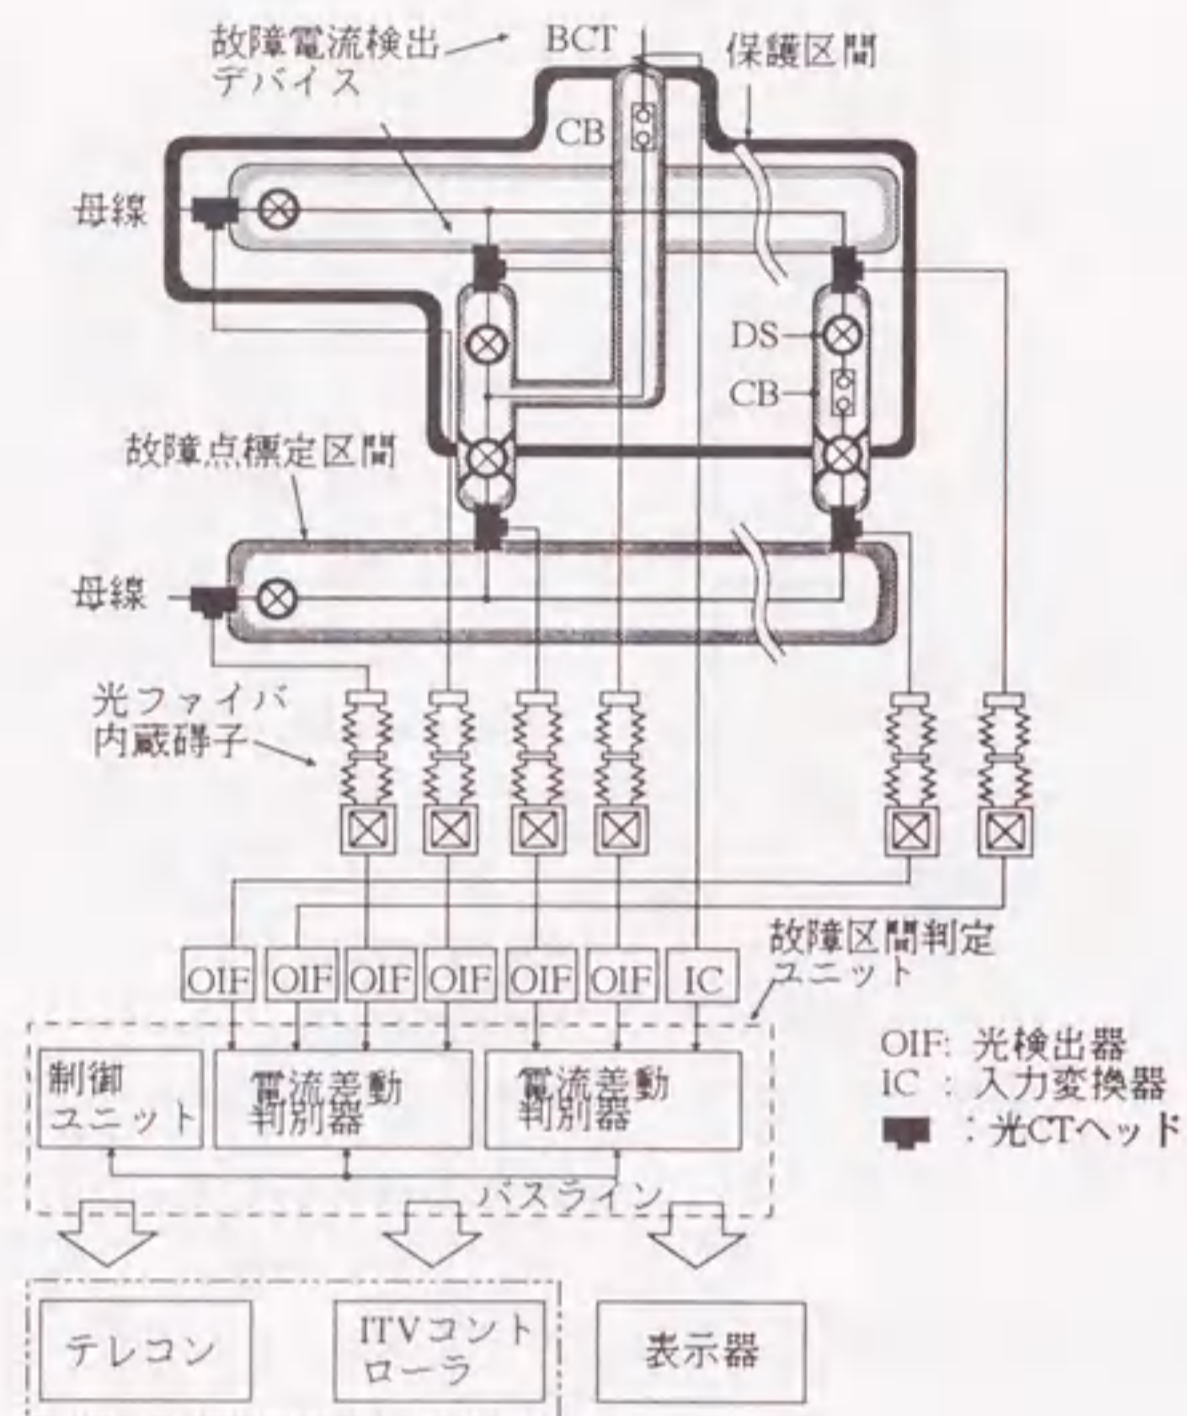 故障電流検出
デバイス
BCT
保護区間
CB
母線
DS
CB
故障点標定区間
母線
光ファイバ
内蔵碍子
故障区間判定
ユニット
OIF
OIF
OIF
OIF
OIF
OIF
IC
OIF: 光検出器
IC : 入力変換器
: 光CTヘッド
制御
ユニット
電流差動
判別器
電流差動
判別器
バスライン
テレコン
ITVコント
ローラ
表示器